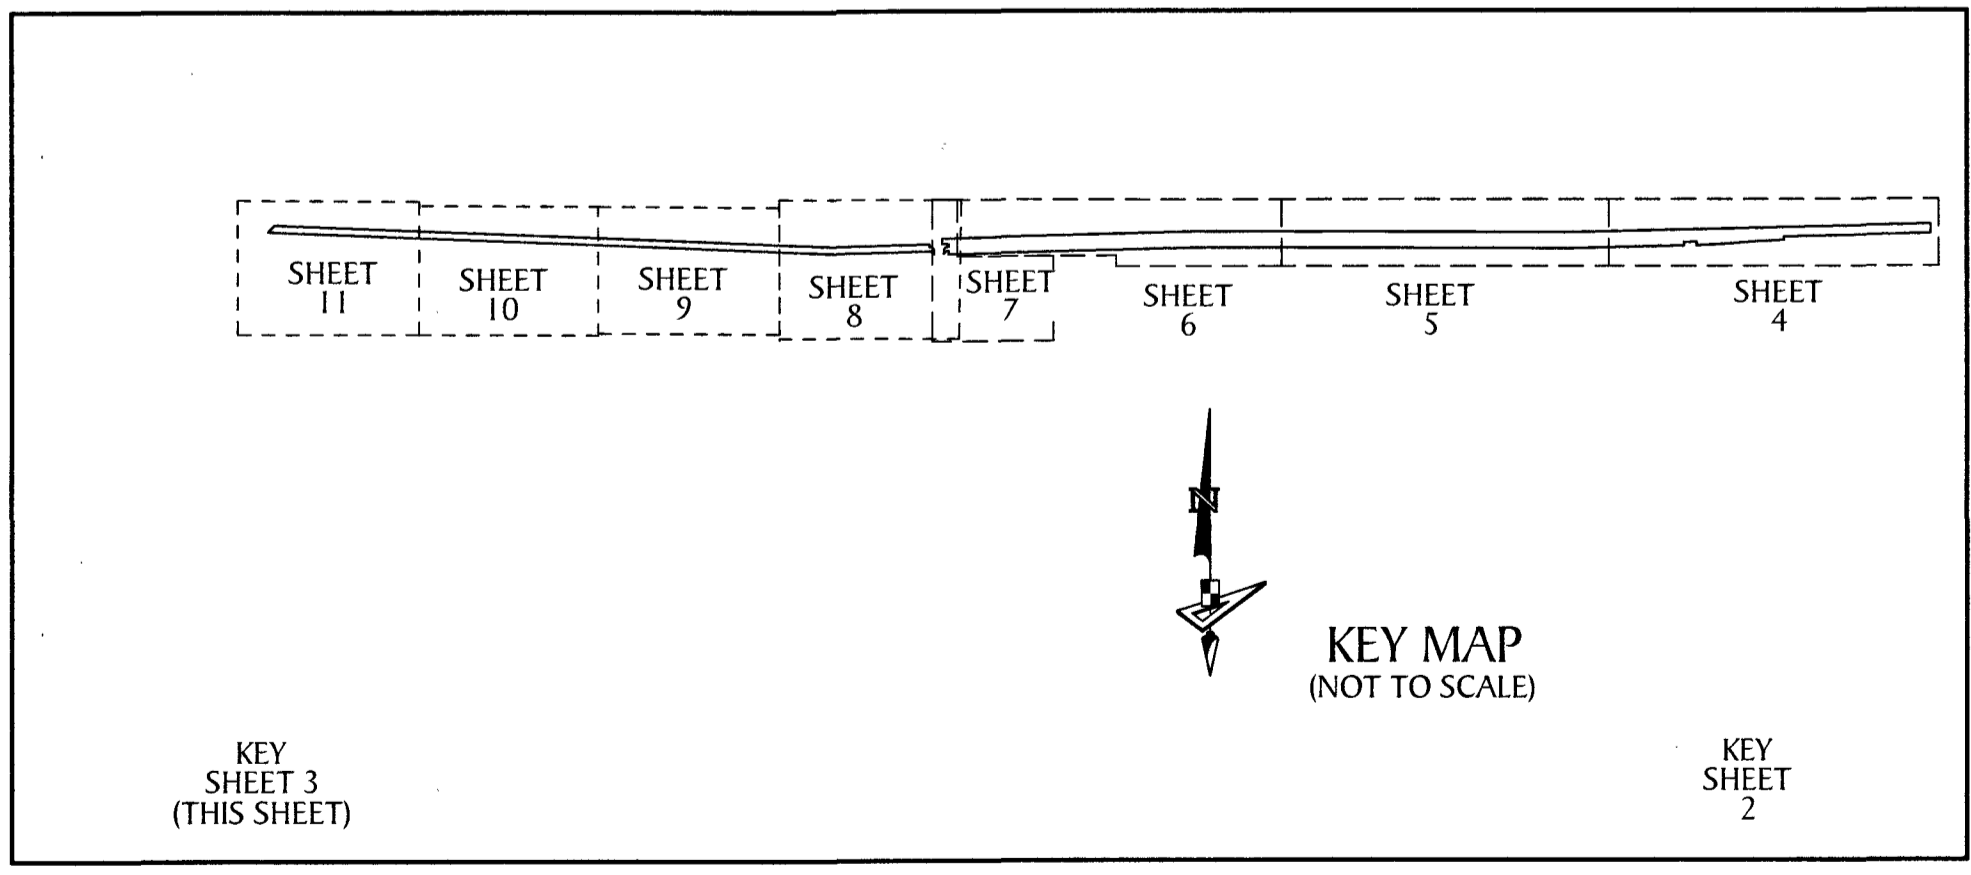 SHEET
11
SHEET
10
SHEET
9
SHEET
8
SHEET
7
SHEET
6
SHEET
5
SHEET
4
N
KEY MAP
(NOT TO SCALE)
KEY
SHEET 3
(THIS SHEET)
KEY
SHEET
2